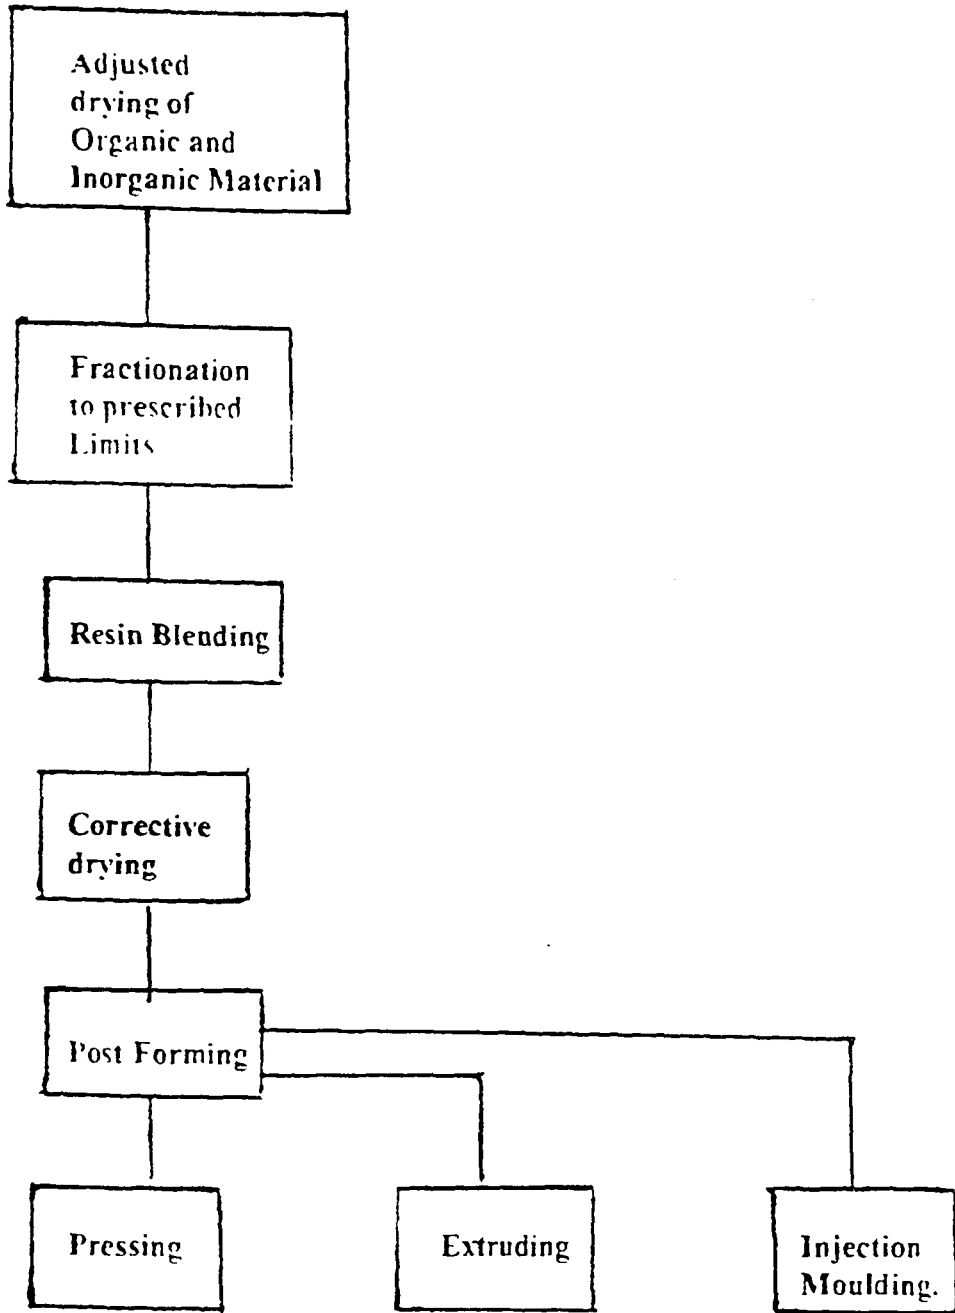 Adjusted
drying of
Organic and
Inorganic Material
Fractionation
to prescribed
Limits
Resin Blending
Corrective
drying
Post Forming
Pressing
Extruding
Injection
Moulding.